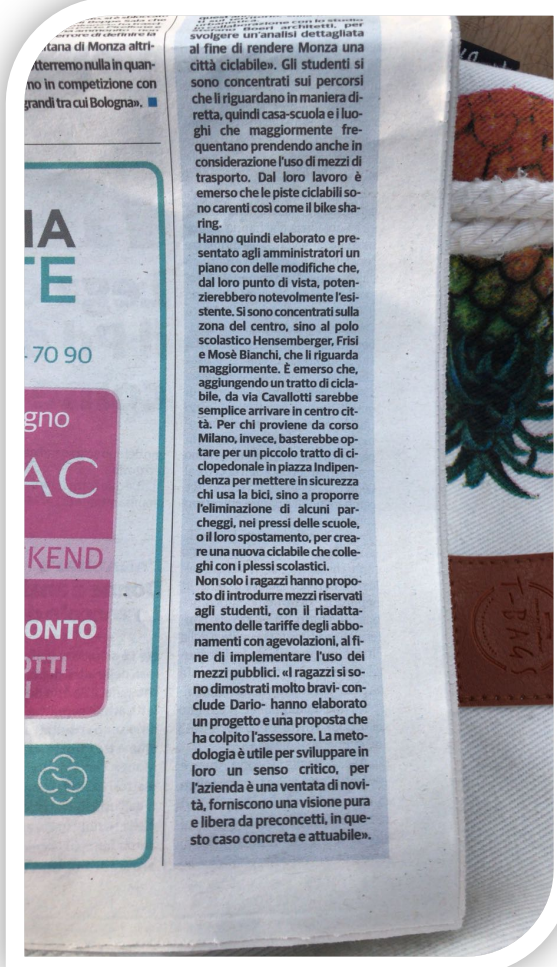 tana di Monza altri-
tterremo nulla in quan-
no in competizione con
grandi tra cui Bologna».
IA
TE
70 90
gno
AC
KEND
ONTO
OTTI
I
collaborazione con lo studio
Boeri architetti, per
svolgere un'analisi dettagliata
al fine di rendere Monza una
città ciclabile». Gli studenti si
sono concentrati sui percorsi
che li riguardano in maniera di-
retta, quindi casa-scuola e i luo-
ghi che maggiormente fre-
quentano prendendo anche in
considerazione l'uso di mezzi di
trasporto. Dal loro lavoro è
emerso che le piste ciclabili so-
no carenti così come il bike sha-
ring.
Hanno quindi elaborato e pre-
sentato agli amministratori un
piano con delle modifiche che,
dal loro punto di vista, poten-
zierebbero notevolmente l'esi-
stente. Si sono concentrati sulla
zona del centro, sino al polo
scolastico Hensemberger, Frisi
e Mosè Bianchi, che li riguarda
maggiormente. È emerso che,
aggiungendo un tratto di cicla-
bile, da via Cavallotti sarebbe
semplice arrivare in centro cit-
tà. Per chi proviene da corso
Milano, invece, basterebbe op-
tare per un piccolo tratto di ci-
clopedonale in piazza Indipen-
denza per mettere in sicurezza
chi usa la bici, sino a proporre
l'eliminazione di alcuni par-
cheggi, nei pressi delle scuole,
o il loro spostamento, per crea-
re una nuova ciclabile che colle-
ghi con i plessi scolastici.
Non solo i ragazzi hanno propo-
sto di introdurre mezzi riservati
agli studenti, con il riadatta-
mento delle tariffe degli abbo-
namenti con agevolazioni, al fi-
ne di implementare l'uso dei
mezzi pubblici. «I ragazzi si so-
no dimostrati molto bravi- con-
clude Dario- hanno elaborato
un progetto e una proposta che
ha colpito l'assessore. La meto-
dologia è utile per sviluppare in
loro un senso critico, per
l'azienda è una ventata di novi-
tà, forniscono una visione pura
e libera da preconcetti, in que-
sto caso concreta e attuabile».
T-BAGS